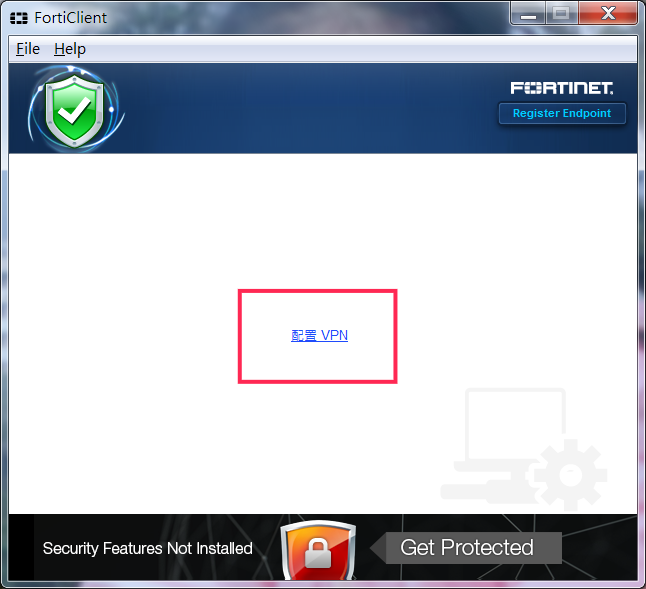 FortiClient
File Help
FORTINET
Register Endpoint
配置 VPN
Security Features Not Installed
Get Protected